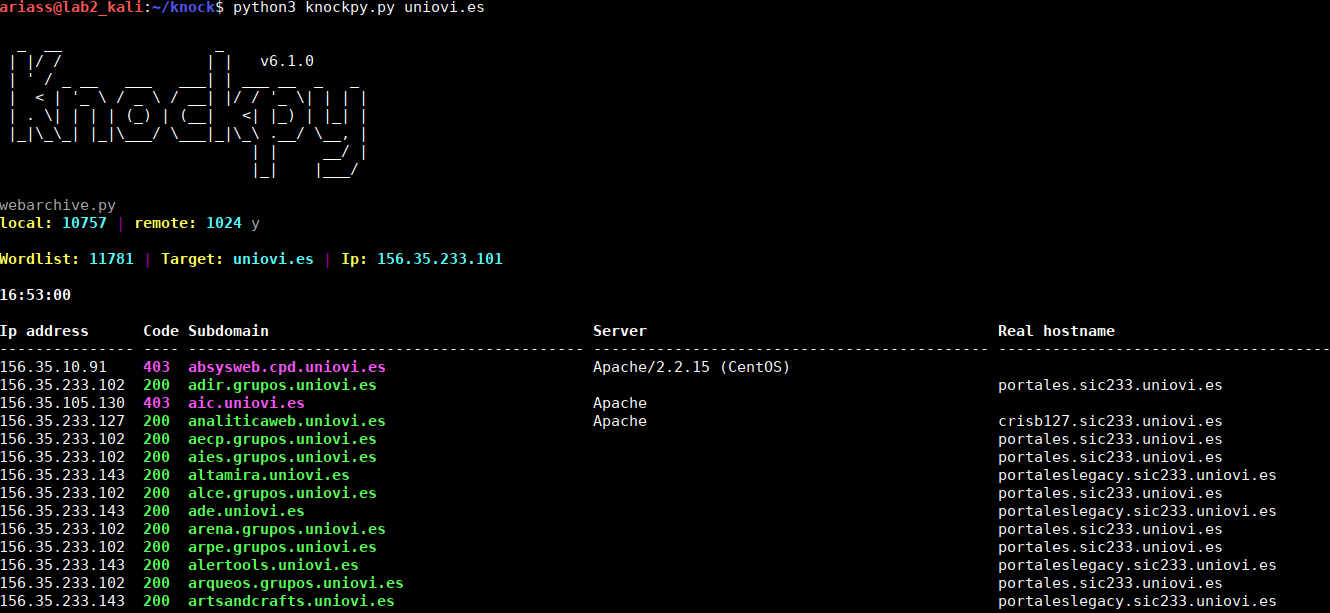 ariass@lab2_kali:~/knock$ python3 knockpy.py uniovi.es
Knockpy v6.1.0
webarchive.py
local: 10757 | remote: 1024 y
Wordlist: 11781 | Target: uniovi.es | Ip: 156.35.233.101
16:53:00
Ip address Code Subdomain Server Real hostname
156.35.10.91 403 absysweb.cpd.uniovi.es Apache/2.2.15 (CentOS)
156.35.233.102 200 adir.grupos.uniovi.es portales.sic233.uniovi.es
156.35.105.130 403 aic.uniovi.es Apache
156.35.233.127 200 analiticaweb.uniovi.es Apache crisb127.sic233.uniovi.es
156.35.233.102 200 aecp.grupos.uniovi.es portales.sic233.uniovi.es
156.35.233.102 200 aies.grupos.uniovi.es portales.sic233.uniovi.es
156.35.233.143 200 altamira.uniovi.es portaleslegacy.sic233.uniovi.es
156.35.233.102 200 alce.grupos.uniovi.es portales.sic233.uniovi.es
156.35.233.143 200 ade.uniovi.es portaleslegacy.sic233.uniovi.es
156.35.233.102 200 arena.grupos.uniovi.es portales.sic233.uniovi.es
156.35.233.102 200 arpe.grupos.uniovi.es portales.sic233.uniovi.es
156.35.233.143 200 alertools.uniovi.es portaleslegacy.sic233.uniovi.es
156.35.233.102 200 arqueos.grupos.uniovi.es portales.sic233.uniovi.es
156.35.233.143 200 artsandcrafts.uniovi.es portaleslegacy.sic233.uniovi.es